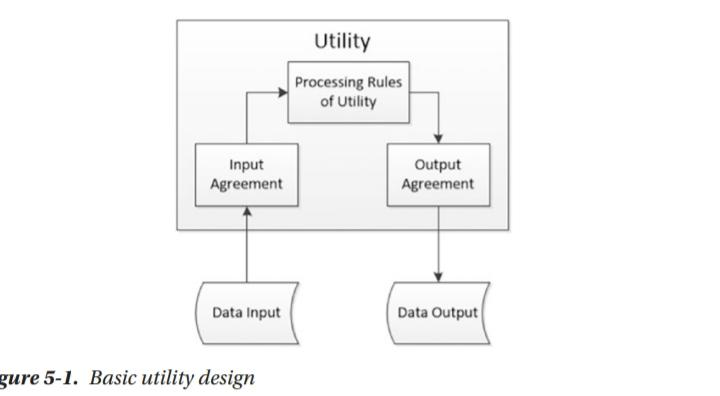 Utility
Processing Rules
of Utility
Input
Agreement
Output
Agreement
Data Input
Data Output
gure 5-1. Basic utility design